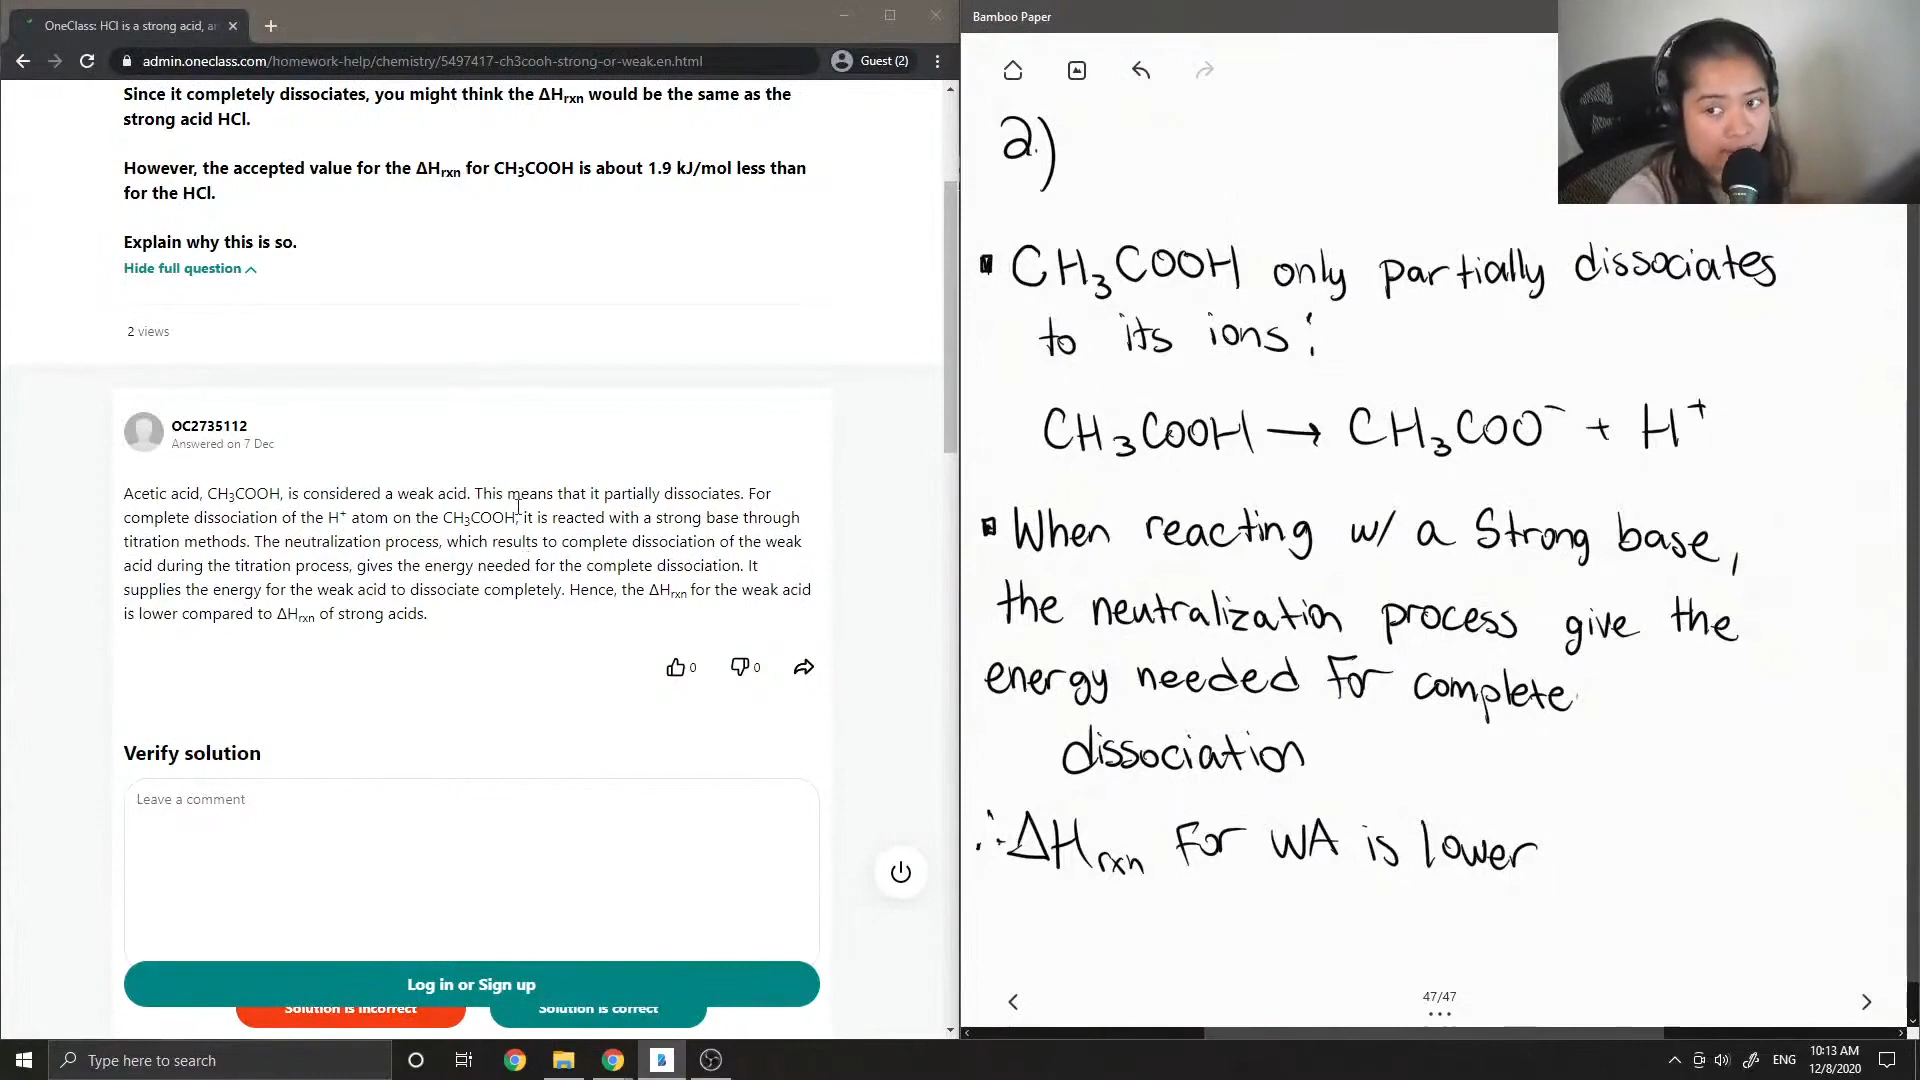 OneClass: HCl is a strong acid, a
admin.oneclass.com/homework-help/chemistry/5497417-ch3cooh-strong-or-weak.en.html
Guest (2)
Since it completely dissociates, you might think the ΔHrxn would be the same as the
strong acid HCl.
However, the accepted value for the ΔHrxn for CH₃COOH is about 1.9 kJ/mol less than
for the HCl.
Explain why this is so.
Hide full question
2 views
OC2735112
Answered on 7 Dec
Acetic acid, CH₃COOH, is considered a weak acid. This means that it partially dissociates. For
complete dissociation of the H⁺ atom on the CH₃COOH, it is reacted with a strong base through
titration methods. The neutralization process, which results to complete dissociation of the weak
acid during the titration process, gives the energy needed for the complete dissociation. It
supplies the energy for the weak acid to dissociate completely. Hence, the ΔHrxn for the weak acid
is lower compared to ΔHrxn of strong acids.
0
0
Verify solution
Leave a comment
Log in or Sign up
Solution is incorrect
Solution is correct
Type here to search
Bamboo Paper
2.)
CH₃COOH only partially dissociates
to its ions:
CH₃COOH → CH₃COO⁻ + H⁺
When reacting w/ a strong base,
the neutralization process give the
energy needed for complete
dissociation
∴ ΔHrxn for WA is lower
47/47
ENG
10:13 AM
12/8/2020